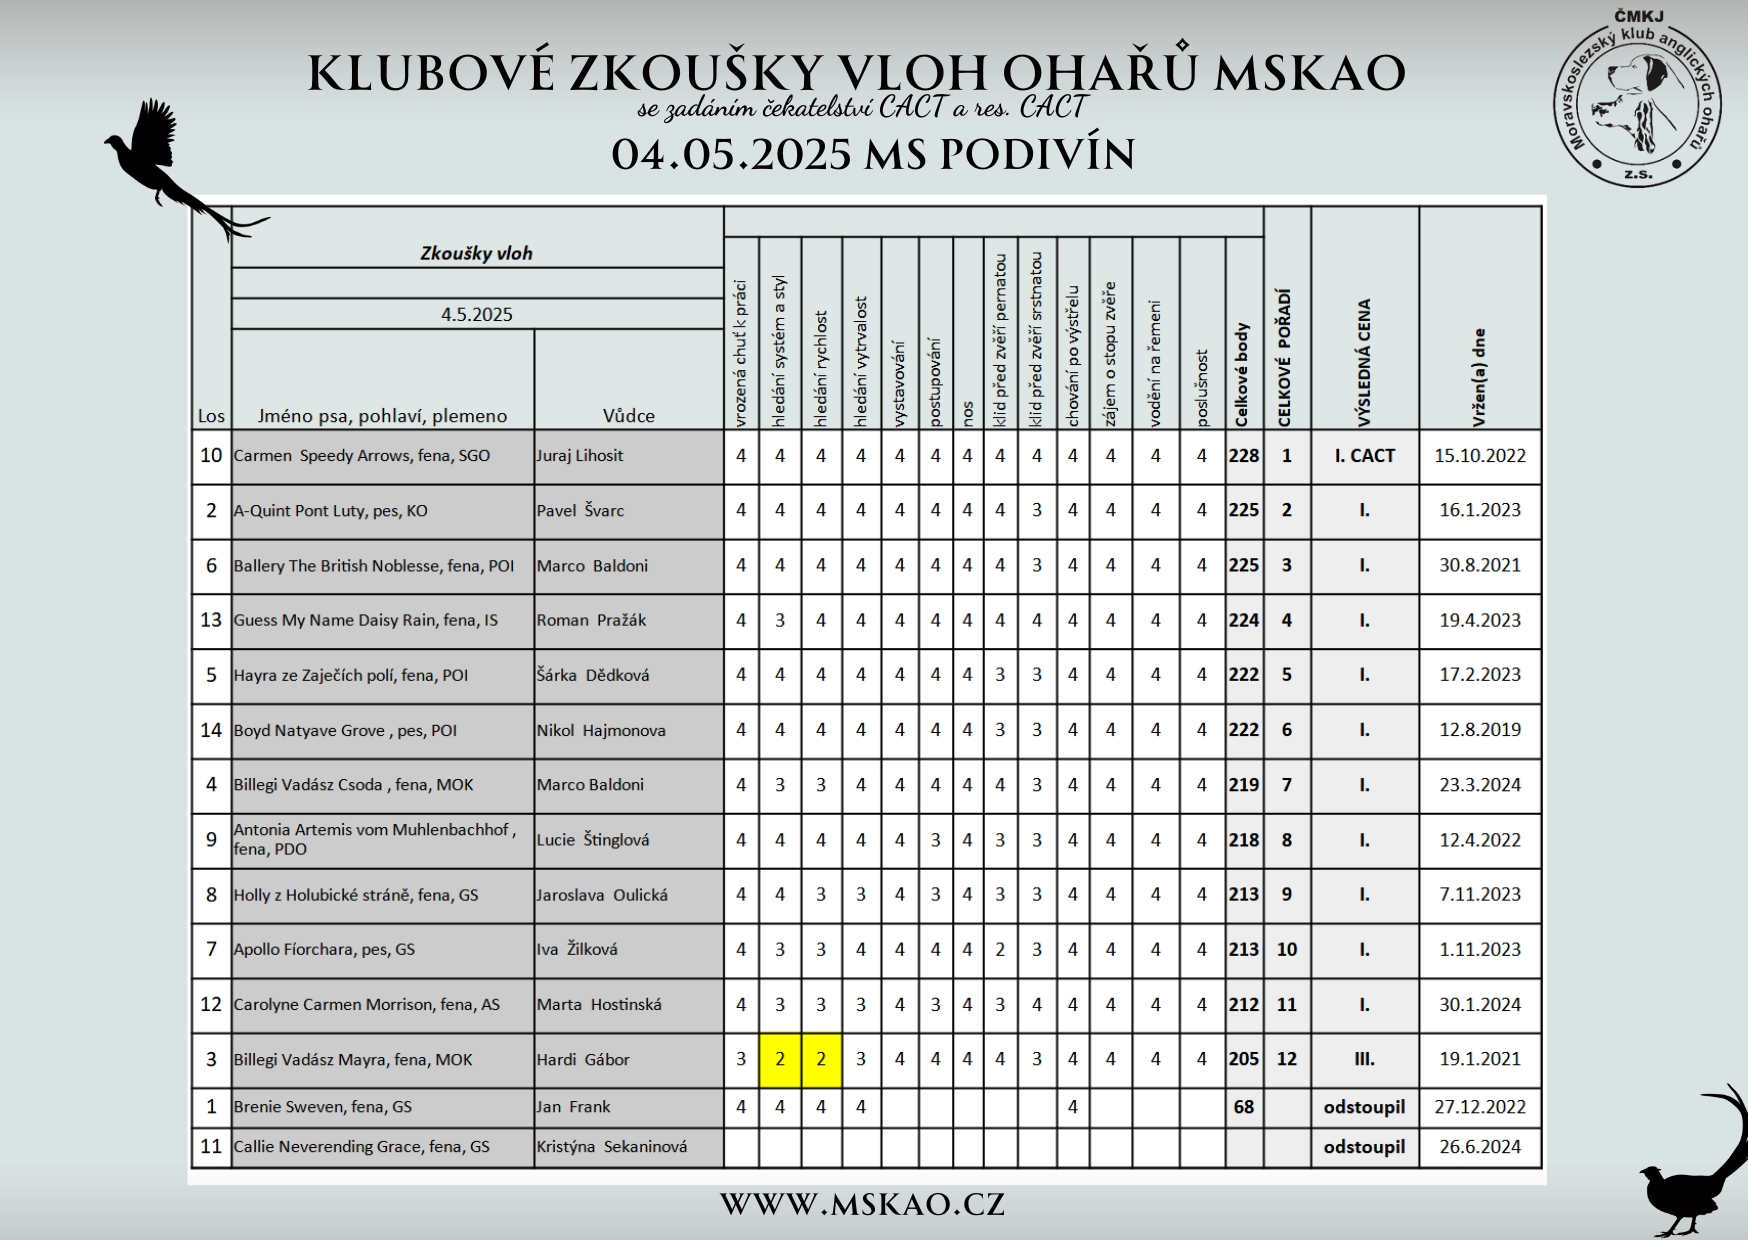 ČMKJ
Moravskoslezský klub anglických ohařů
z.s.
KLUBOVÉ ZKOUŠKY VLOH OHAŘŮ MSKAO
se zadáním čekatelství CACT a res. CACT
04.05.2025 MS PODIVÍN
Zkoušky vloh
4.5.2025
Los Jméno psa, pohlaví, plemeno Vůdce
vrozená chuť k práci
hledání systém a styl
hledání rychlost
hledání vytrvalost
vystavování
postupování
nos
klid před zvěří pernatou
klid před zvěří srstnatou
chování po výstřelu
zájem o stopu zvěře
vodění na řemeni
poslušnost
Celkové body
CELKOVÉ POŘADÍ
VÝSLEDNÁ CENA
Vržen(a) dne
10 Carmen Speedy Arrows, fena, SGO Juraj Lihosit 4 4 4 4 4 4 4 4 4 4 4 4 4 228 1 I. CACT 15.10.2022
2 A-Quint Pont Luty, pes, KO Pavel Švarc 4 4 4 4 4 4 4 4 3 4 4 4 4 225 2 I. 16.1.2023
6 Ballery The British Noblesse, fena, POI Marco Baldoni 4 4 4 4 4 4 4 4 3 4 4 4 4 225 3 I. 30.8.2021
13 Guess My Name Daisy Rain, fena, IS Roman Pražák 4 3 4 4 4 4 4 4 4 4 4 4 4 224 4 I. 19.4.2023
5 Hayra ze Zaječích polí, fena, POI Šárka Dědková 4 4 4 4 4 4 4 3 3 4 4 4 4 222 5 I. 17.2.2023
14 Boyd Natyave Grove , pes, POI Nikol Hajmonova 4 4 4 4 4 4 4 3 3 4 4 4 4 222 6 I. 12.8.2019
4 Billegi Vadász Csoda , fena, MOK Marco Baldoni 4 3 3 4 4 4 4 4 3 4 4 4 4 219 7 I. 23.3.2024
9 Antonia Artemis vom Muhlenbachhof ,
fena, PDO Lucie Štinglová 4 4 4 4 4 3 4 3 3 4 4 4 4 218 8 I. 12.4.2022
8 Holly z Holubické stráně, fena, GS Jaroslava Oulická 4 4 3 3 4 3 4 3 3 4 4 4 4 213 9 I. 7.11.2023
7 Apollo Fíorchara, pes, GS Iva Žilková 4 3 3 4 4 4 4 2 3 4 4 4 4 213 10 I. 1.11.2023
12 Carolyne Carmen Morrison, fena, AS Marta Hostinská 4 3 3 3 4 3 4 3 4 4 4 4 4 212 11 I. 30.1.2024
3 Billegi Vadász Mayra, fena, MOK Hardi Gábor 3 2 2 3 4 4 4 4 3 4 4 4 4 205 12 III. 19.1.2021
1 Brenie Sweven, fena, GS Jan Frank 4 4 4 4 4 68 odstoupil 27.12.2022
11 Callie Neverending Grace, fena, GS Kristýna Sekaninová odstoupil 26.6.2024
WWW.MSKAO.CZ